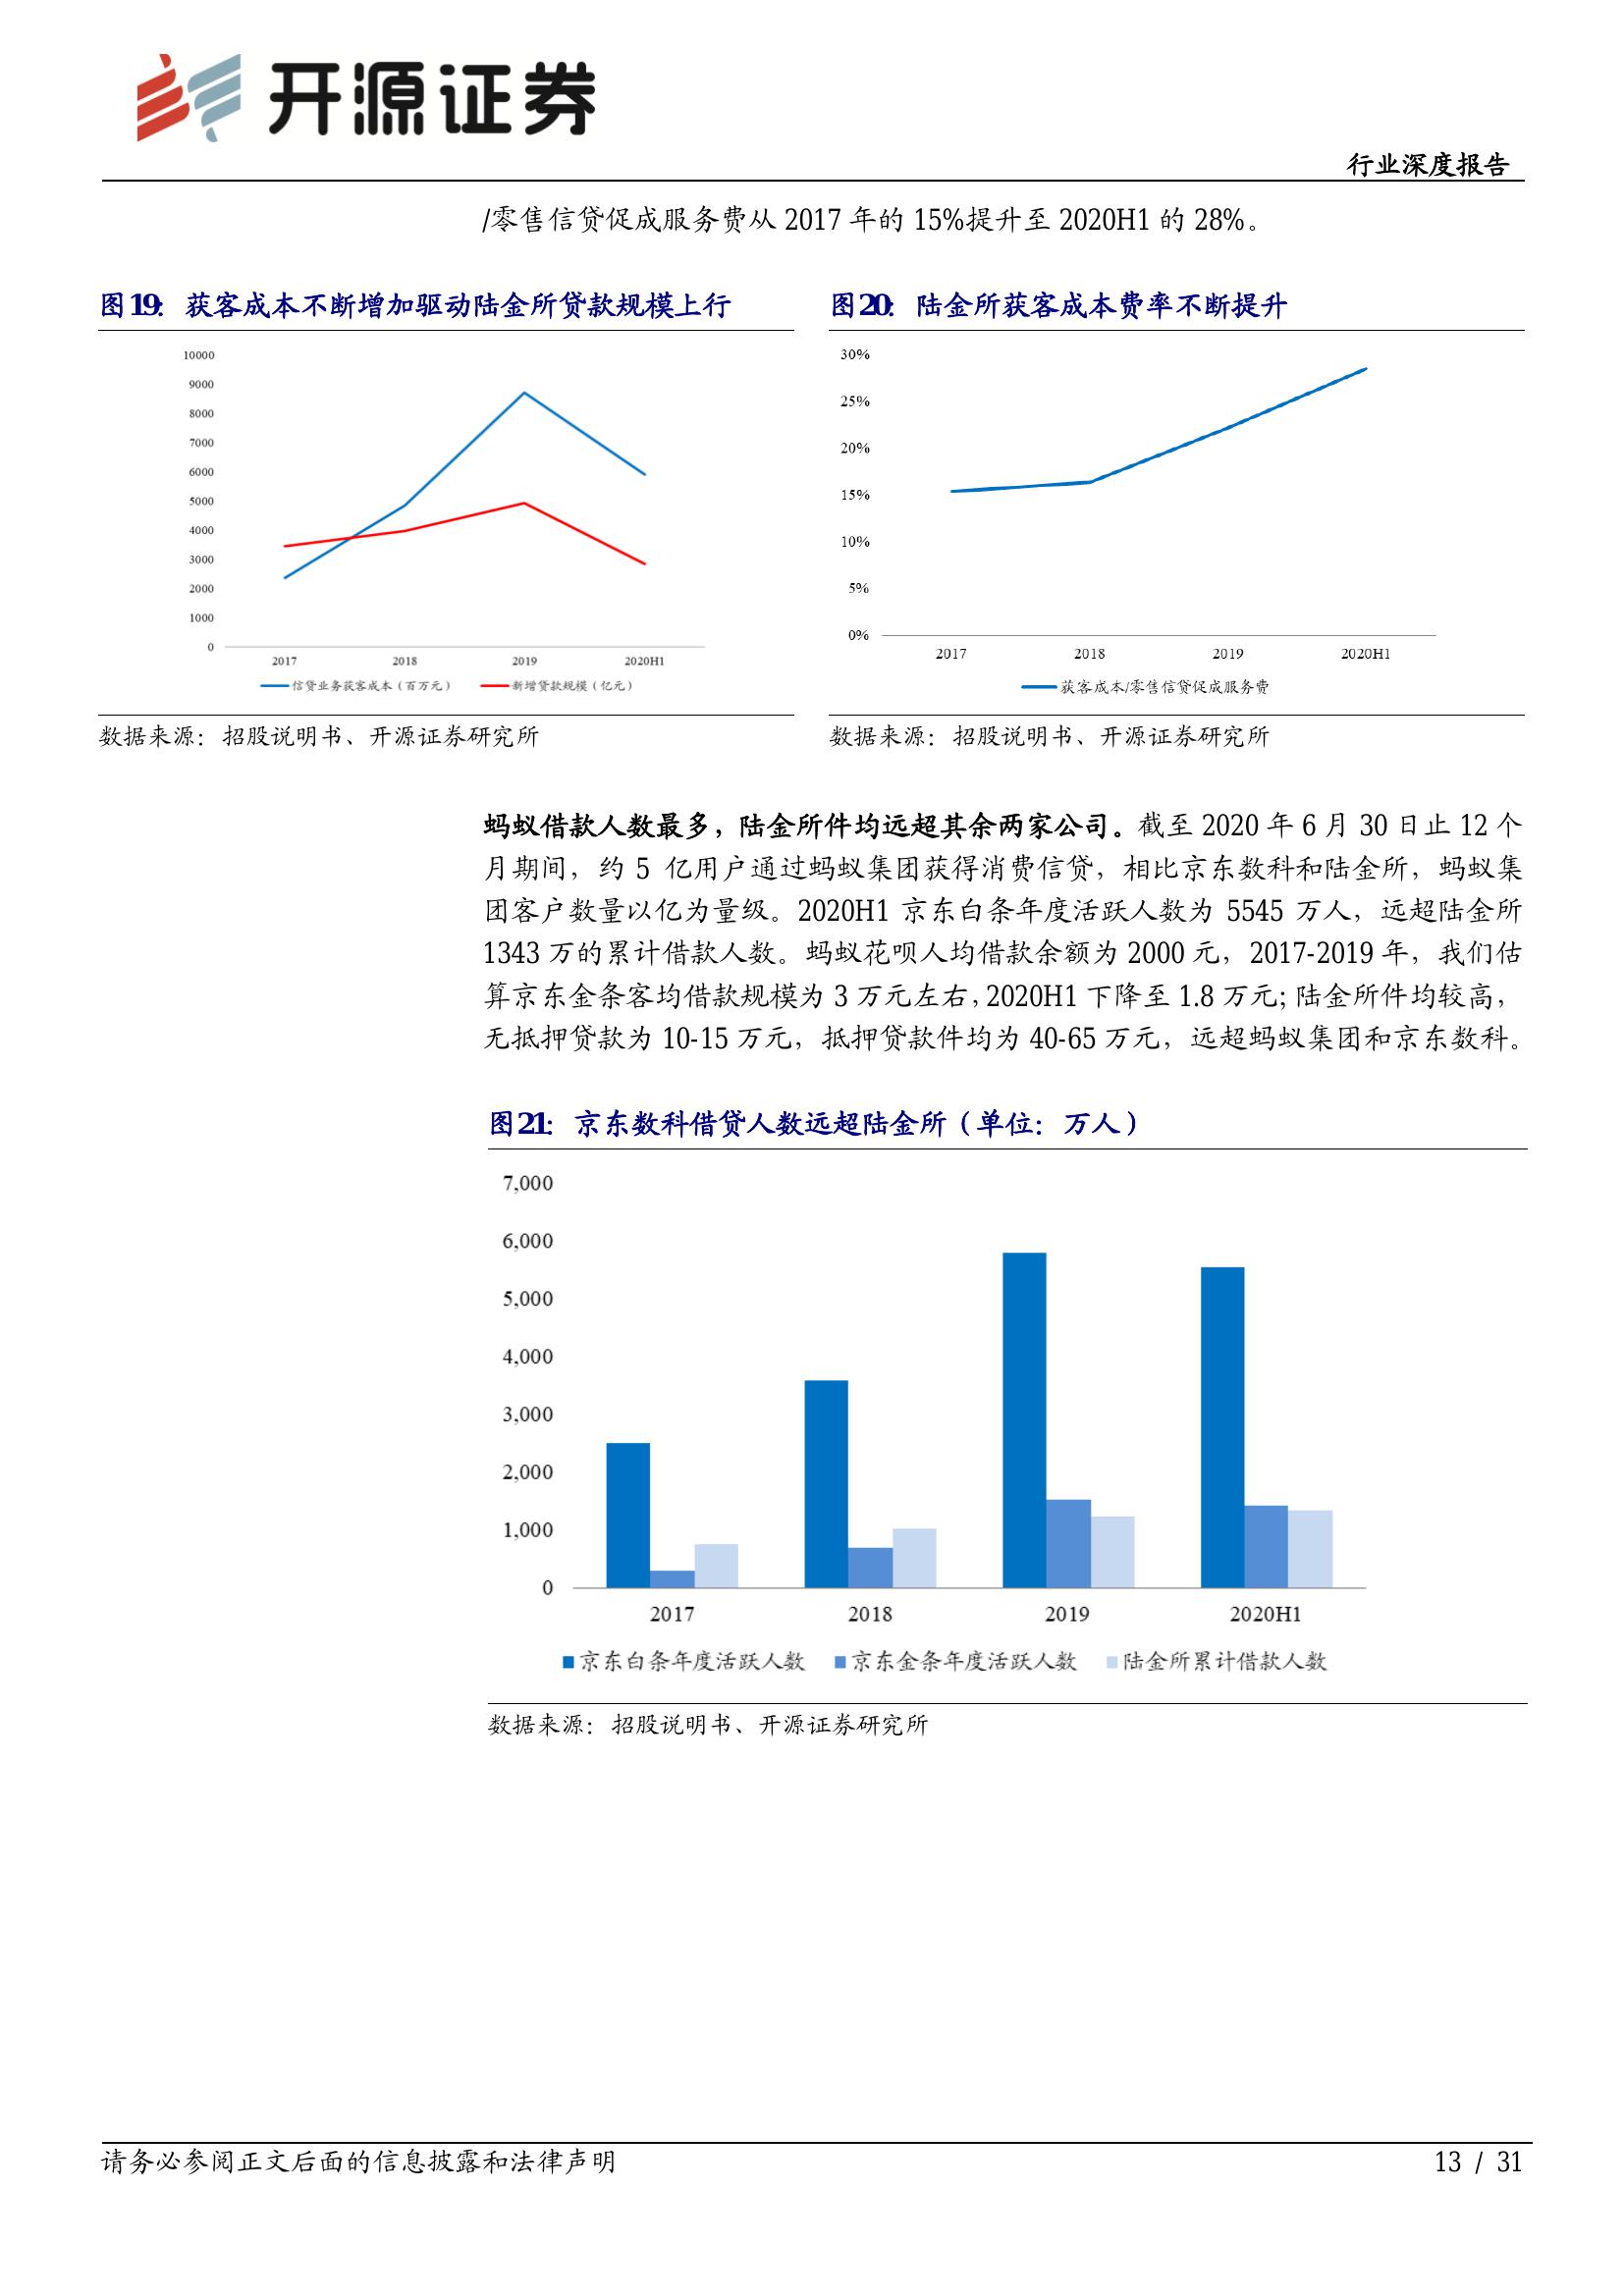 开源证券
行业深度报告
/零售信贷促成服务费从 2017 年的 15%提升至 2020H1 的 28%。
图19: 获客成本不断增加驱动陆金所贷款规模上行
10000
9000
8000
7000
6000
5000
4000
3000
2000
1000
0
2017 2018 2019 2020H1
信贷业务获客成本（百万元） 新增贷款规模（亿元）
数据来源：招股说明书、开源证券研究所
图20: 陆金所获客成本费率不断提升
30%
25%
20%
15%
10%
5%
0%
2017 2018 2019 2020H1
获客成本/零售信贷促成服务费
数据来源：招股说明书、开源证券研究所
蚂蚁借款人数最多，陆金所件均远超其余两家公司。截至 2020 年 6 月 30 日止 12 个
月期间，约 5 亿用户通过蚂蚁集团获得消费信贷，相比京东数科和陆金所，蚂蚁集
团客户数量以亿为量级。2020H1 京东白条年度活跃人数为 5545 万人，远超陆金所
1343 万的累计借款人数。蚂蚁花呗人均借款余额为 2000 元，2017-2019 年，我们估
算京东金条客均借款规模为 3 万元左右，2020H1 下降至 1.8 万元；陆金所件均较高，
无抵押贷款为 10-15 万元，抵押贷款件均为 40-65 万元，远超蚂蚁集团和京东数科。
图21: 京东数科借贷人数远超陆金所（单位：万人）
7,000
6,000
5,000
4,000
3,000
2,000
1,000
0
2017 2018 2019 2020H1
京东白条年度活跃人数 京东金条年度活跃人数 陆金所累计借款人数
数据来源：招股说明书、开源证券研究所
请务必参阅正文后面的信息披露和法律声明
13 / 31